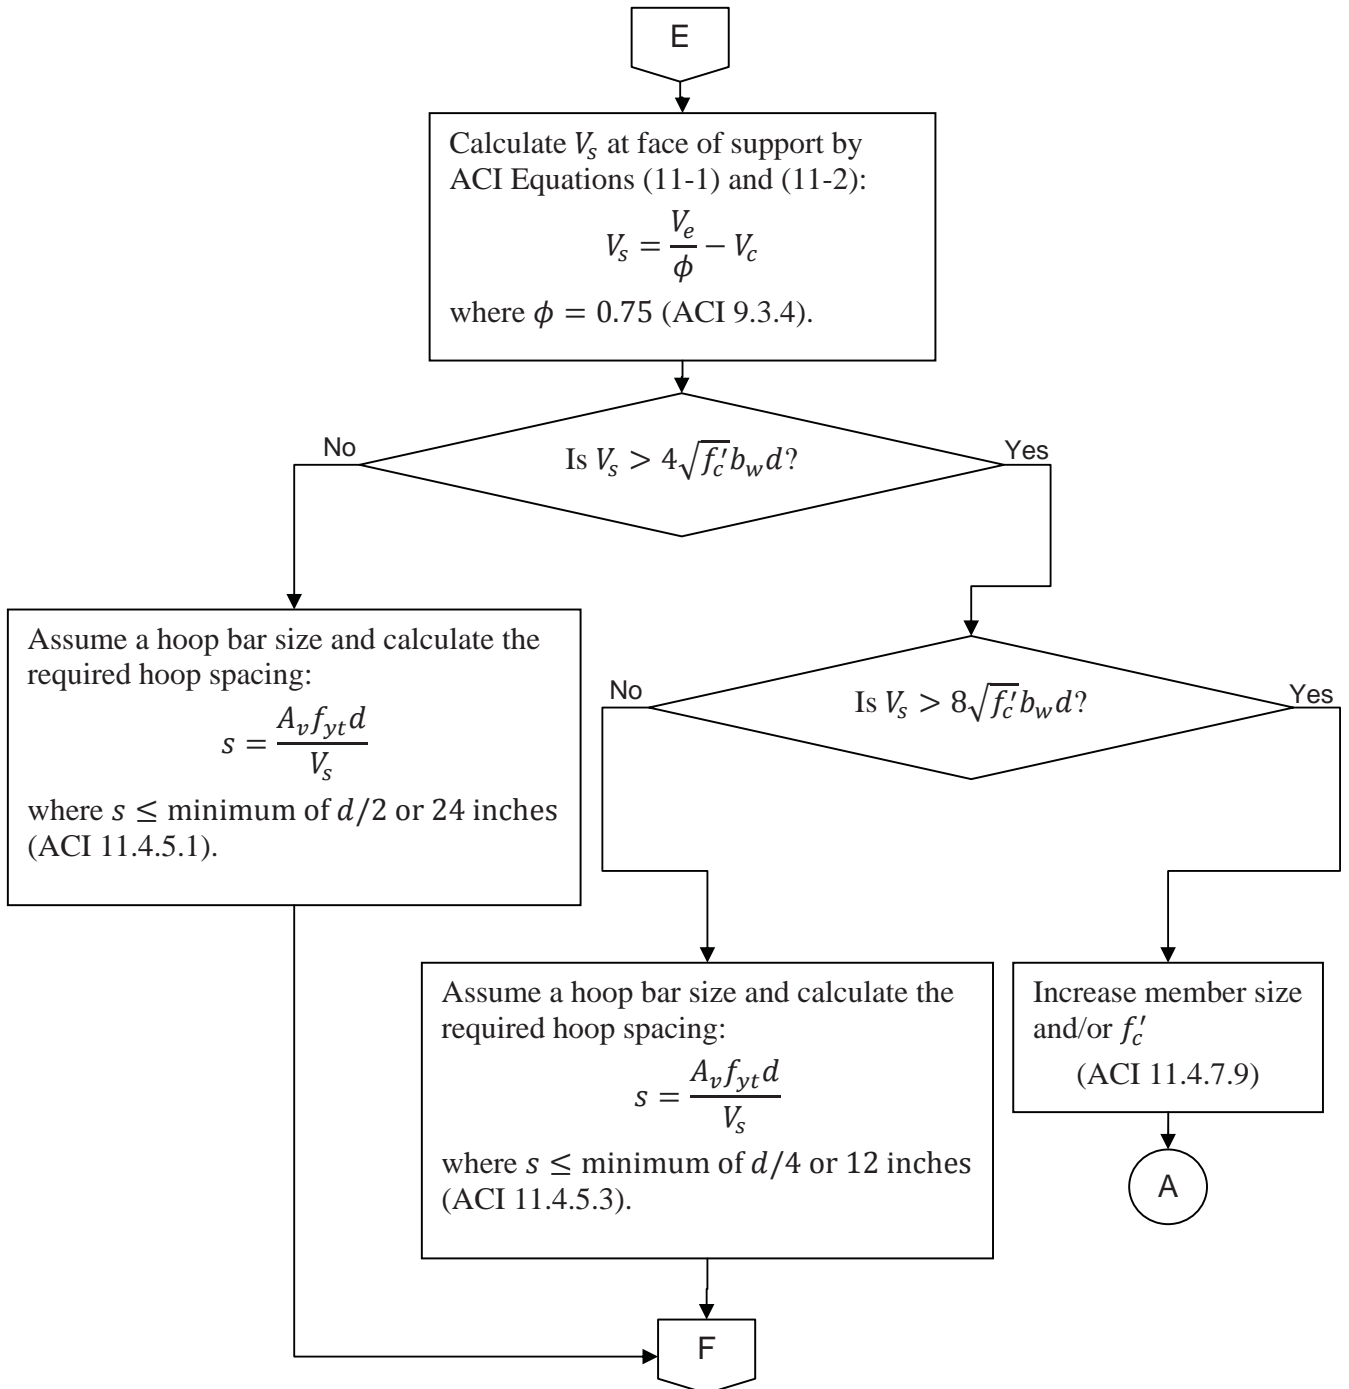 E
Calculate V_s at face of support by
ACI Equations (11-1) and (11-2):
V_s = V_e/ϕ − V_c
where ϕ = 0.75 (ACI 9.3.4).
No
Is V_s > 4√f′_c b_w d?
Yes
Assume a hoop bar size and calculate the
required hoop spacing:
s = A_v f_yt d / V_s
where s ≤ minimum of d/2 or 24 inches
(ACI 11.4.5.1).
No
Is V_s > 8√f′_c b_w d?
Yes
Assume a hoop bar size and calculate the
required hoop spacing:
s = A_v f_yt d / V_s
where s ≤ minimum of d/4 or 12 inches
(ACI 11.4.5.3).
Increase member size
and/or f′_c
(ACI 11.4.7.9)
A
F